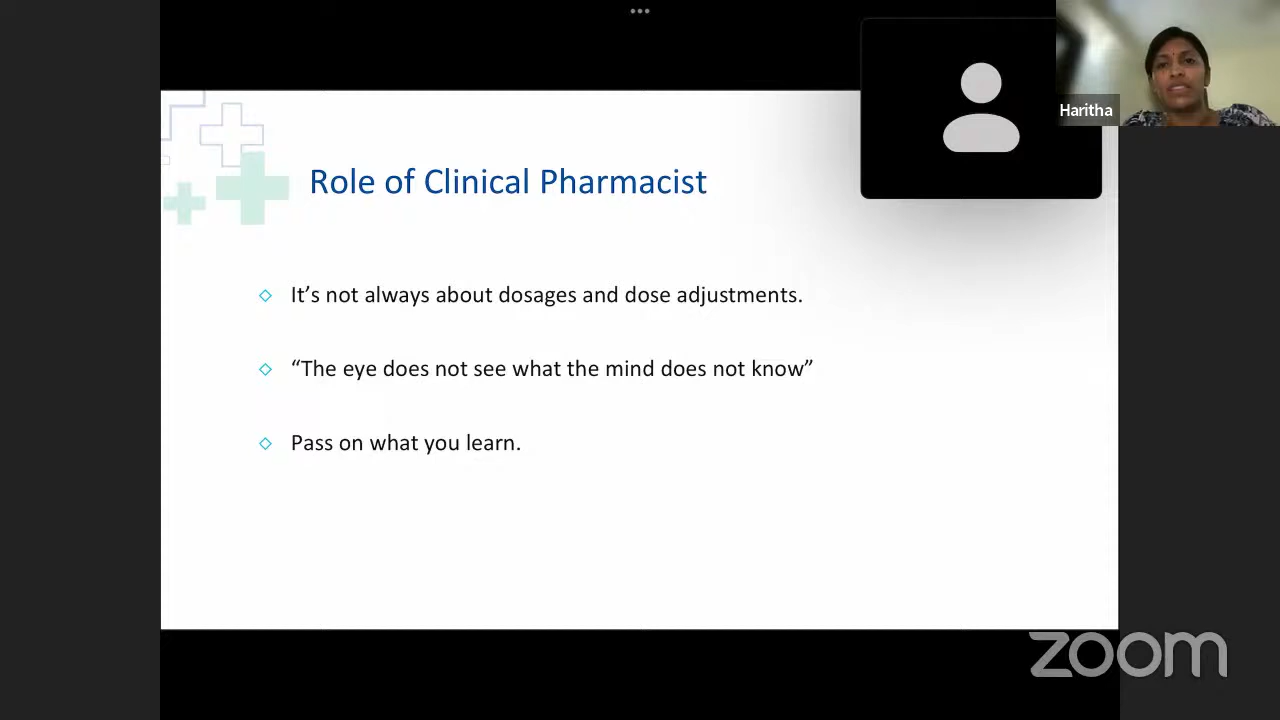 Haritha
Role of Clinical Pharmacist
It’s not always about dosages and dose adjustments.
“The eye does not see what the mind does not know”
Pass on what you learn.
zoom